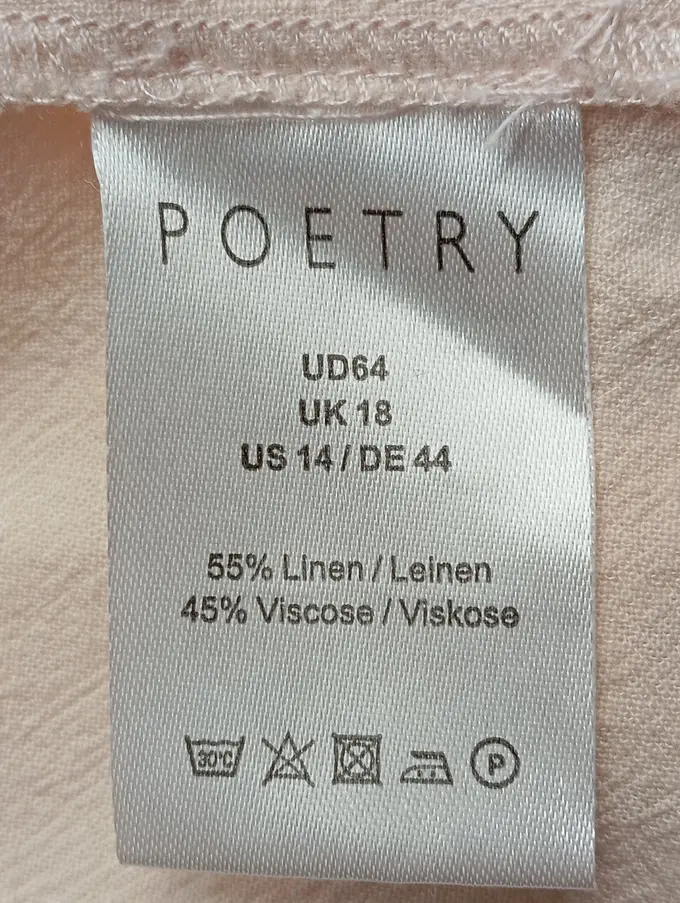 POETRY
UD64
UK 18
US 14 / DE 44
55% Linen / Leinen
45% Viscose / Viskose
30°C P